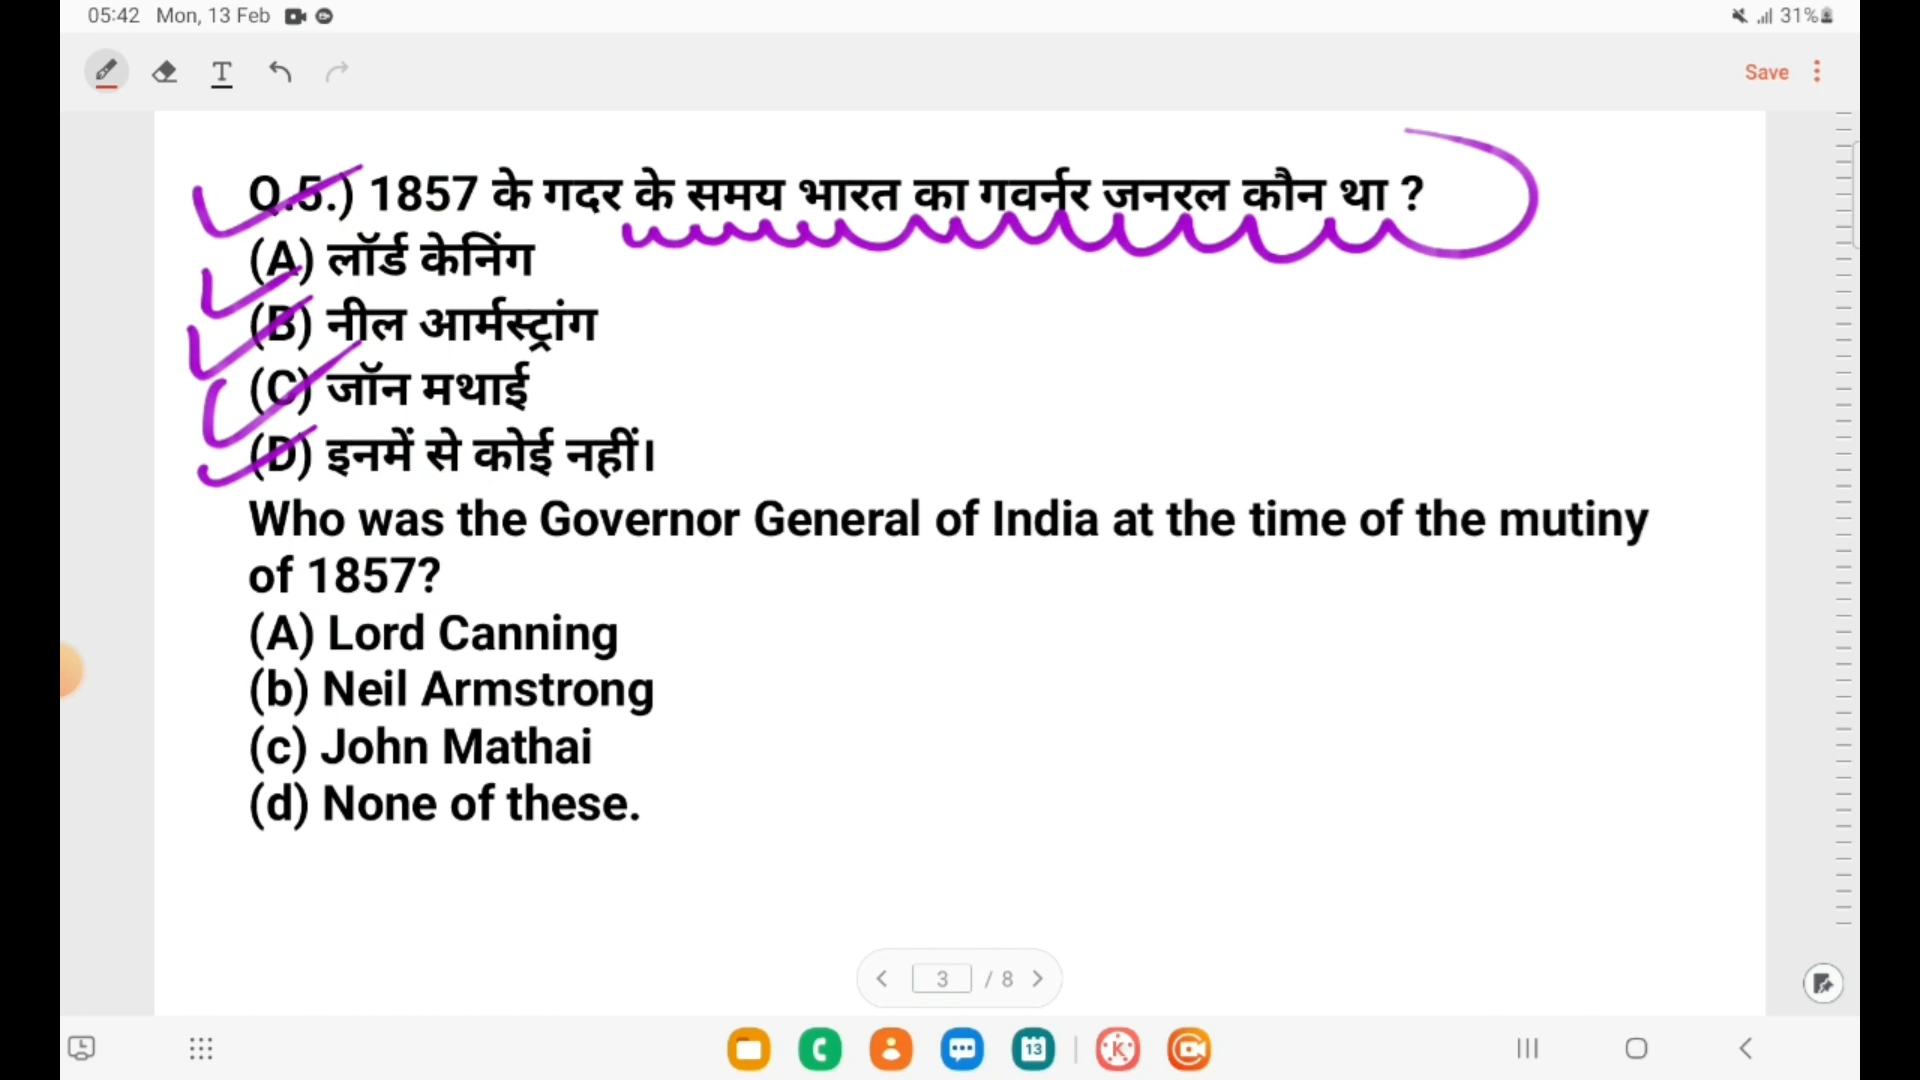 05:42 Mon, 13 Feb 31%
T Save
Q.5.) 1857 के गदर के समय भारत का गवर्नर जनरल कौन था ?
(A) लॉर्ड केनिंग
(B) नील आर्मस्ट्रांग
(C) जॉन मथाई
(D) इनमें से कोई नहीं।
Who was the Governor General of India at the time of the mutiny
of 1857?
(A) Lord Canning
(b) Neil Armstrong
(c) John Mathai
(d) None of these.
3 / 8
13 K